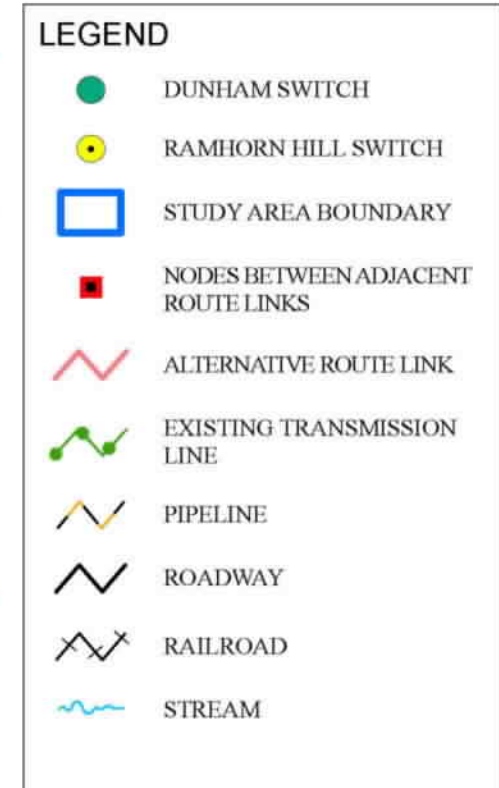 LEGEND
DUNHAM SWITCH
RAMHORN HILL SWITCH
STUDY AREA BOUNDARY
NODES BETWEEN ADJACENT
ROUTE LINKS
ALTERNATIVE ROUTE LINK
EXISTING TRANSMISSION
LINE
PIPELINE
ROADWAY
RAILROAD
STREAM